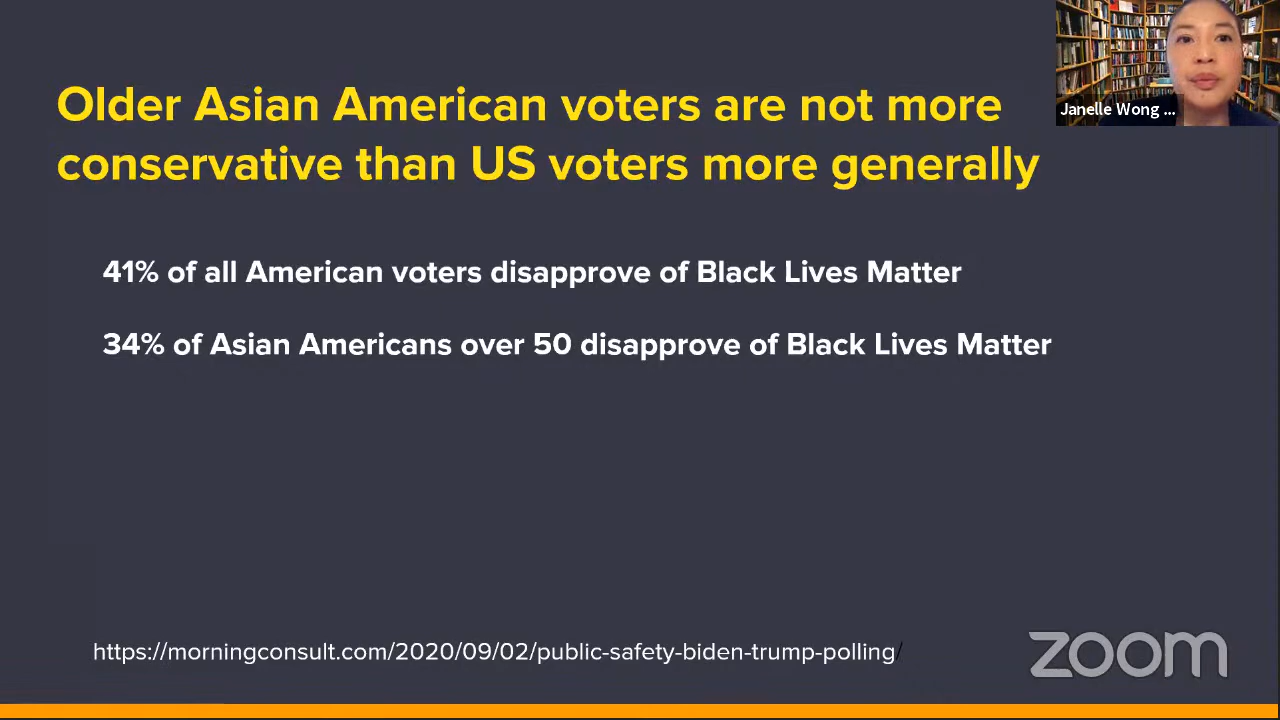 Older Asian American voters are not more
conservative than US voters more generally
Janelle Wong ...
41% of all American voters disapprove of Black Lives Matter
34% of Asian Americans over 50 disapprove of Black Lives Matter
https://morningconsult.com/2020/09/02/public-safety-biden-trump-polling/
zoom